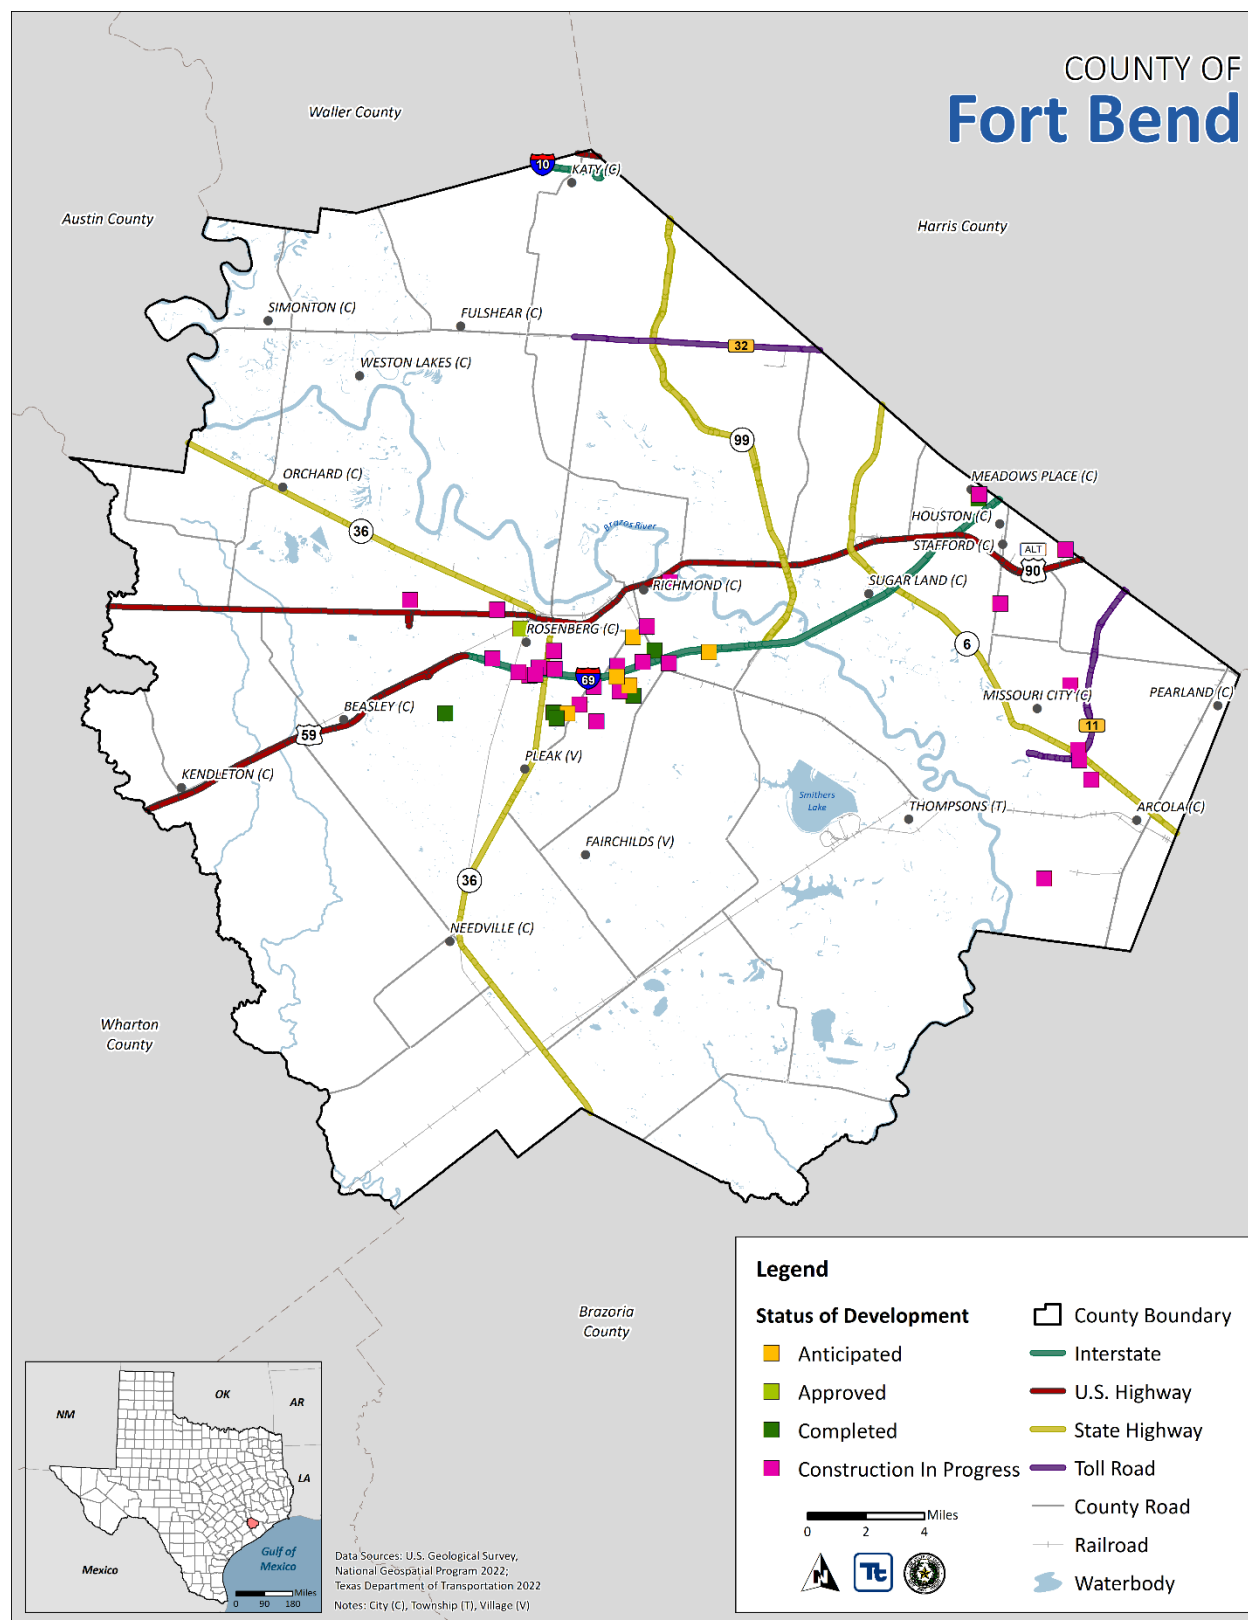 COUNTY OF
Fort Bend
Waller County
10
KATY (C)
Austin County
Harris County
SIMONTON (C)
FULSHEAR (C)
32
WESTON LAKES (C)
99
ORCHARD (C)
MEADOWS PLACE (C)
36
Brazos River
HOUSTON (C)
STAFFORD (C)
ALT
90
RICHMOND (C)
SUGAR LAND (C)
ROSENBERG (C)
6
69
MISSOURI CITY (C)
PEARLAND (C)
BEASLEY (C)
59
11
PLEAK (V)
KENDLETON (C)
Smithers
Lake
THOMPSONS (T)
ARCOLA (C)
FAIRCHILDS (V)
36
NEEDVILLE (C)
Wharton
County
Brazoria
County
Legend
Status of Development
Anticipated
Approved
Completed
Construction In Progress
County Boundary
Interstate
U.S. Highway
State Highway
Toll Road
County Road
Railroad
Waterbody
Miles
0 2 4
N
Tt
NM
OK
AR
LA
Mexico
Gulf of
Mexico
Miles
0 90 180
Data Sources: U.S. Geological Survey,
National Geospatial Program 2022;
Texas Department of Transportation 2022
Notes: City (C), Township (T), Village (V)